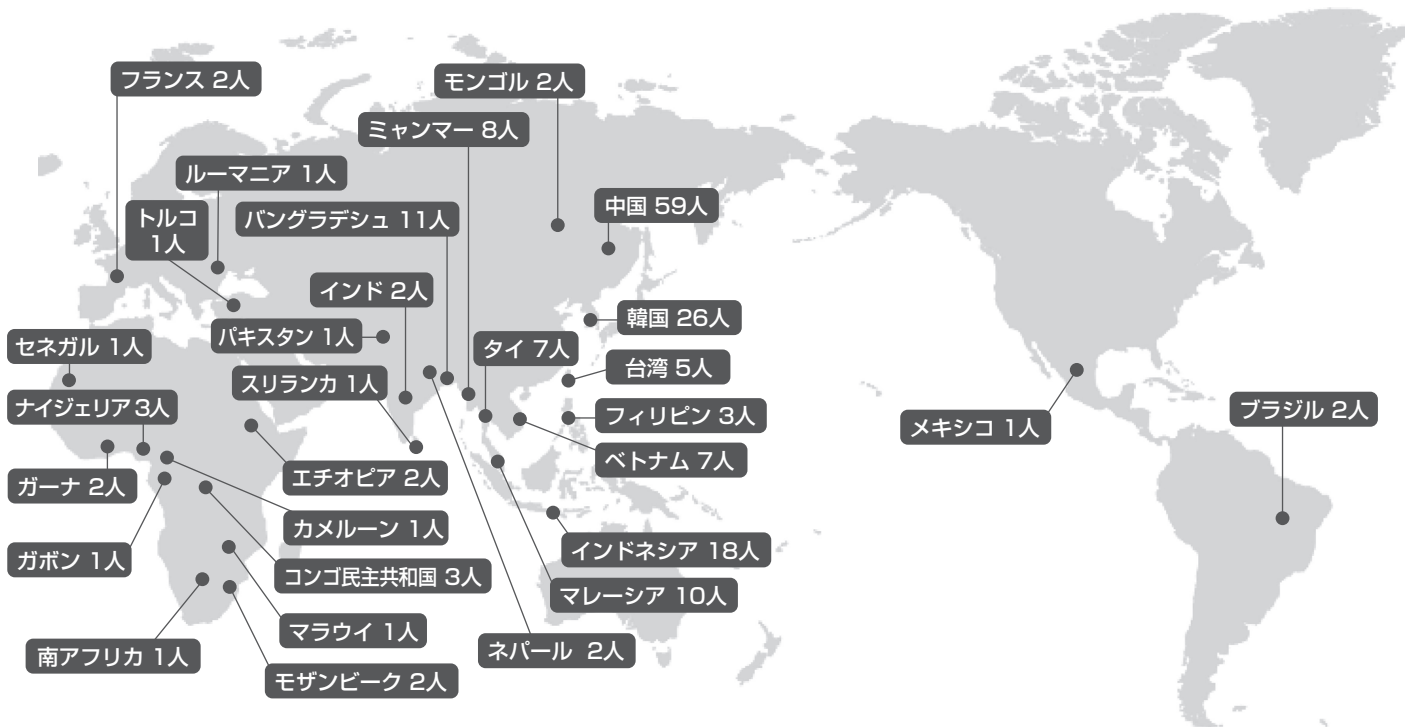 フランス 2人
モンゴル 2人
ミャンマー 8人
ルーマニア 1人
トルコ
1人
バングラデシュ 11人
中国 59人
インド 2人
韓国 26人
パキスタン 1人
タイ 7人
セネガル 1人
台湾 5人
スリランカ 1人
ナイジェリア 3人
フィリピン 3人
ブラジル 2人
メキシコ 1人
ベトナム 7人
ガーナ 2人
エチオピア 2人
カメルーン 1人
インドネシア 18人
ガボン 1人
コンゴ民主共和国 3人
マレーシア 10人
マラウイ 1人
ネパール 2人
南アフリカ 1人
モザンビーク 2人